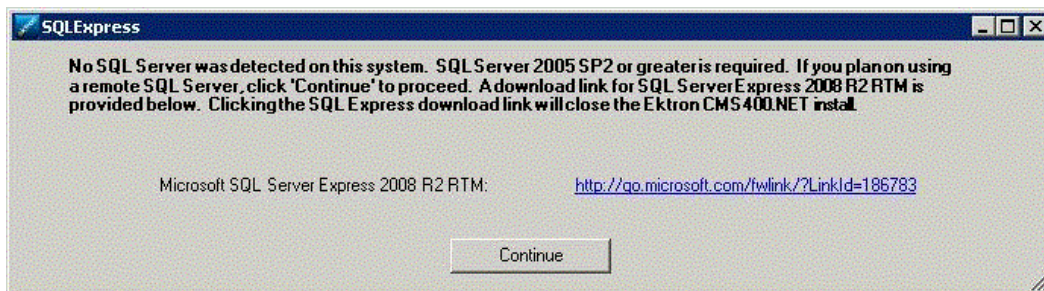 SQLExpress
No SQL Server was detected on this system. SQL Server 2005 SP2 or greater is required. If you plan on using
a remote SQL Server, click 'Continue' to proceed. A download link for SQL Server Express 2008 R2 RTM is
provided below. Clicking the SQL Express download link will close the Ektron CMS400.NET install.
Microsoft SQL Server Express 2008 R2 RTM: http://go.microsoft.com/fwlink/?LinkId=186783
Continue